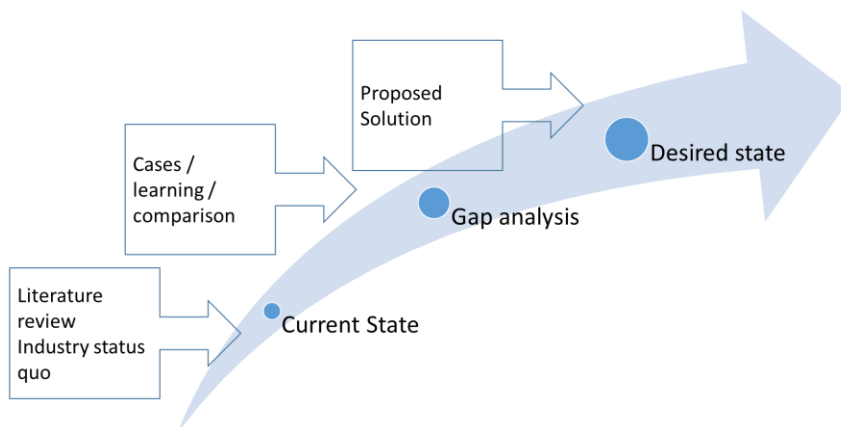 Proposed
Solution
Desired state
Cases /
learning /
comparison
Gap analysis
Literature
review
Industry status
quo
Current State